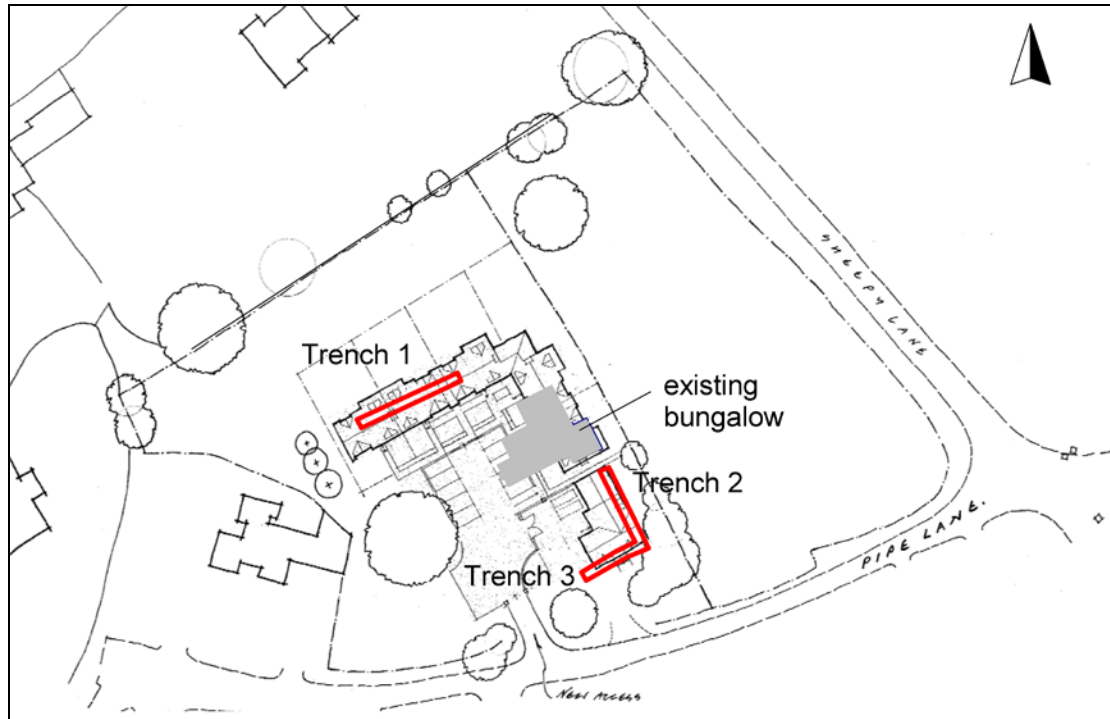 SHEEPY LANE
Trench 1
existing
bungalow
Trench 2
PIPE LANE.
Trench 3
NEW ACCESS